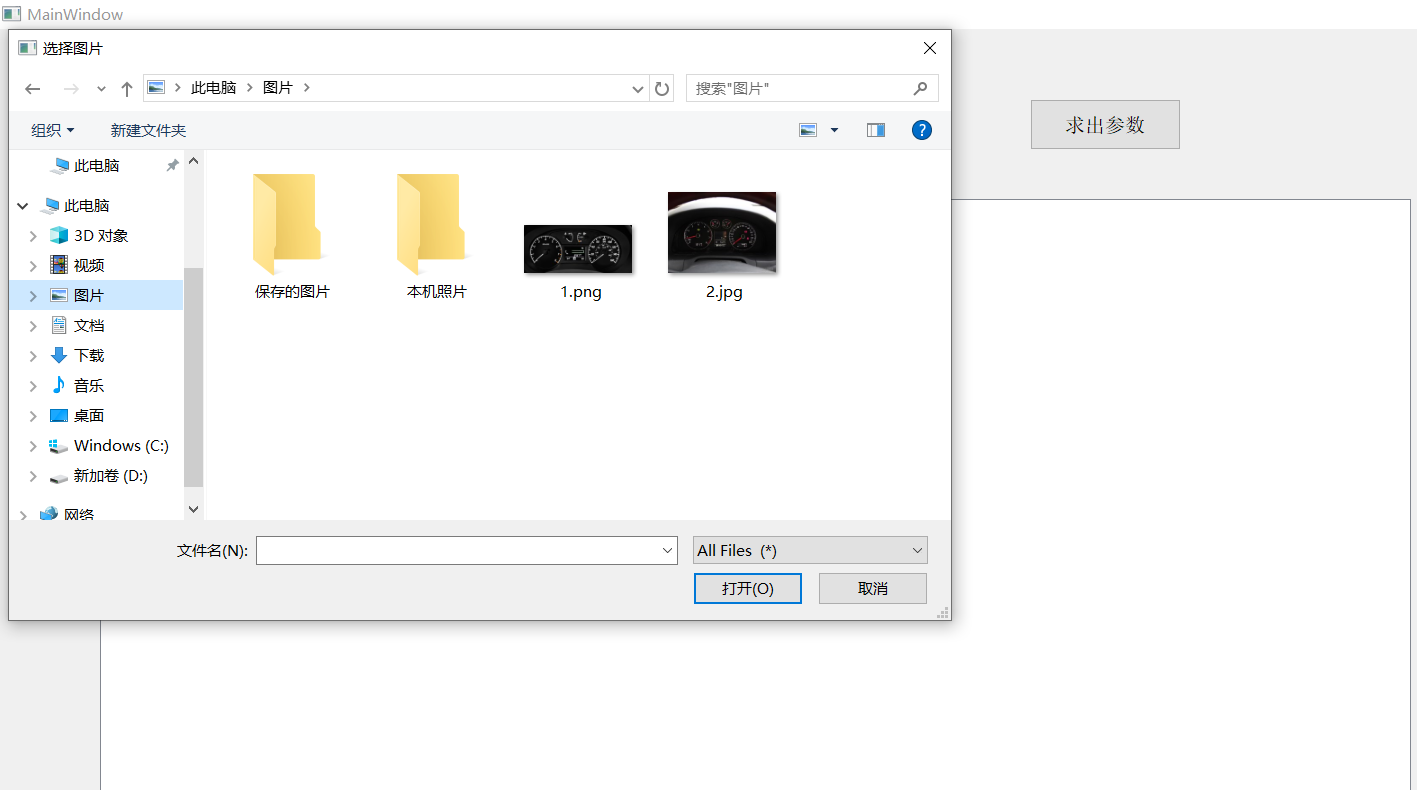 MainWindow
选择图片
此电脑 图片
搜索"图片"
求出参数
组织 新建文件夹
此电脑
此电脑
3D 对象
视频
图片
文档
下载
音乐
桌面
Windows (C:)
新加卷 (D:)
网络
保存的图片 本机照片 1.png 2.jpg
文件名(N): All Files (*)
打开(O) 取消